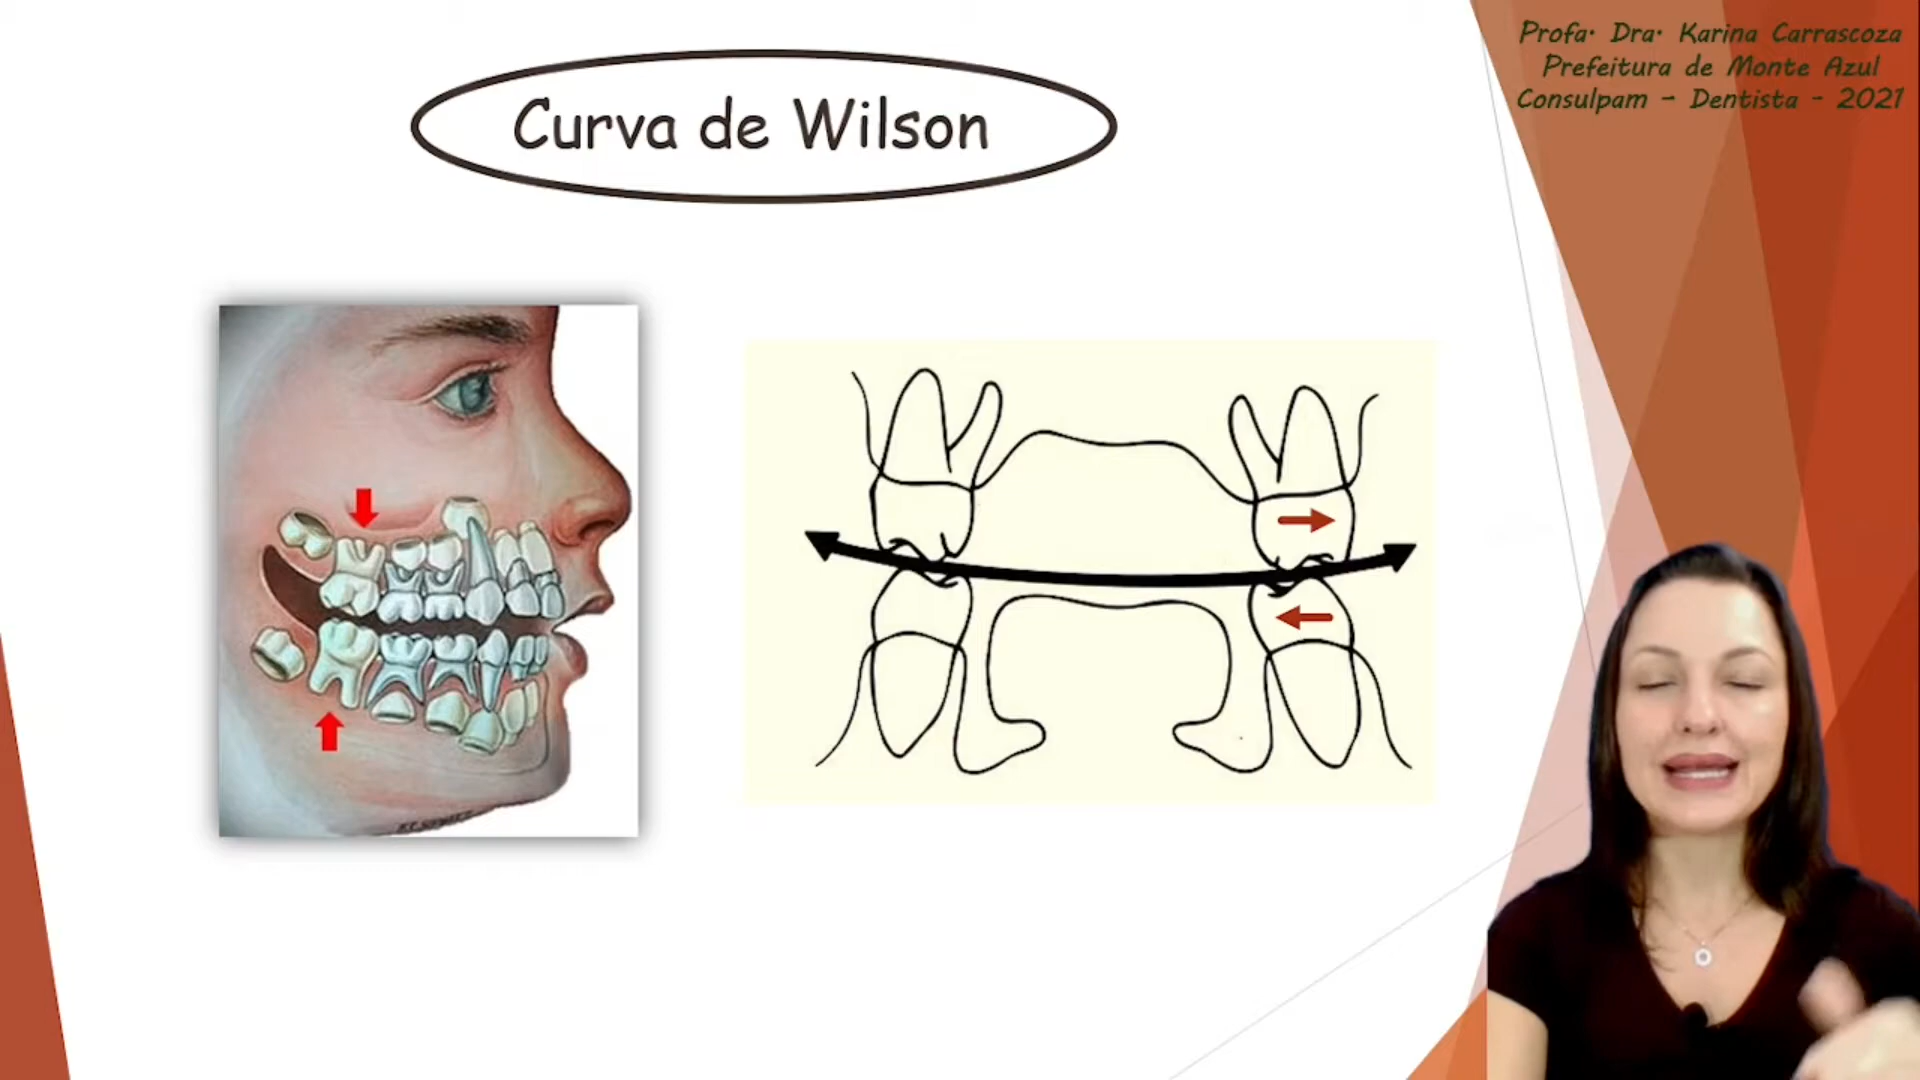 Profa. Dra. Karina Carrascoza
Prefeitura de Monte Azul
Consulpam - Dentista - 2021
Curva de Wilson